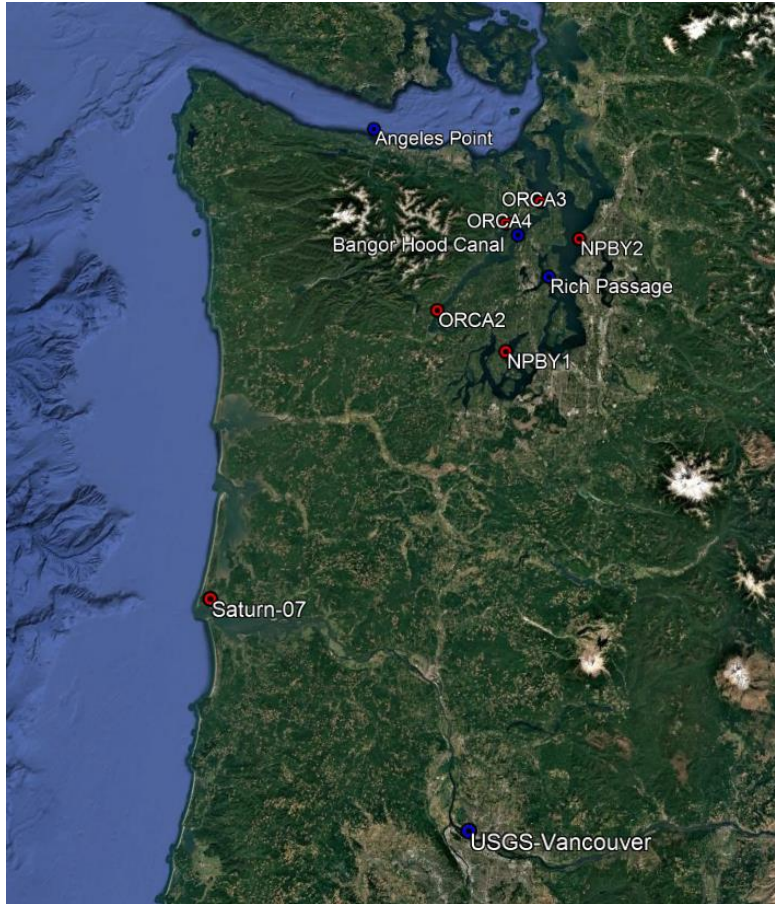 Angeles Point
ORCA3
ORCA4
Bangor Hood Canal
NPBY2
Rich Passage
ORCA2
NPBY1
Saturn-07
USGS-Vancouver